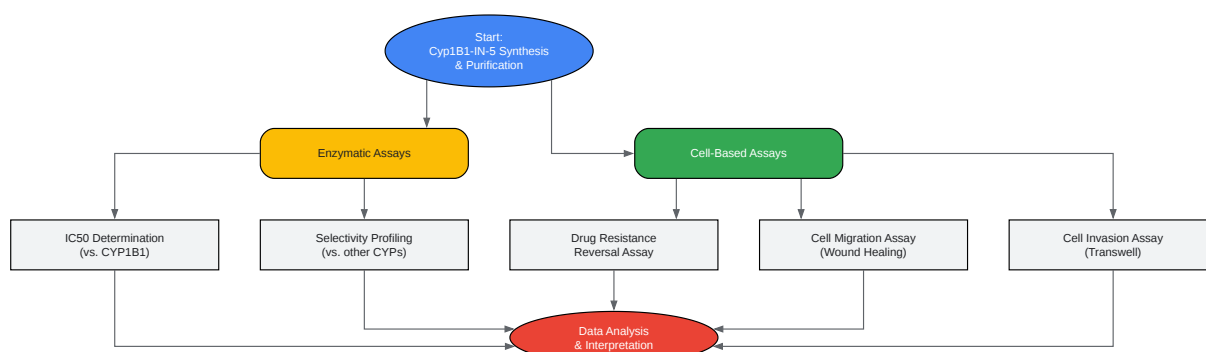 Start:
Cyp1B1-IN-5 Synthesis
& Purification
Enzymatic Assays
Cell-Based Assays
IC50 Determination
(vs. CYP1B1)
Selectivity Profiling
(vs. other CYPs)
Drug Resistance
Reversal Assay
Cell Migration Assay
(Wound Healing)
Cell Invasion Assay
(Transwell)
Data Analysis
& Interpretation